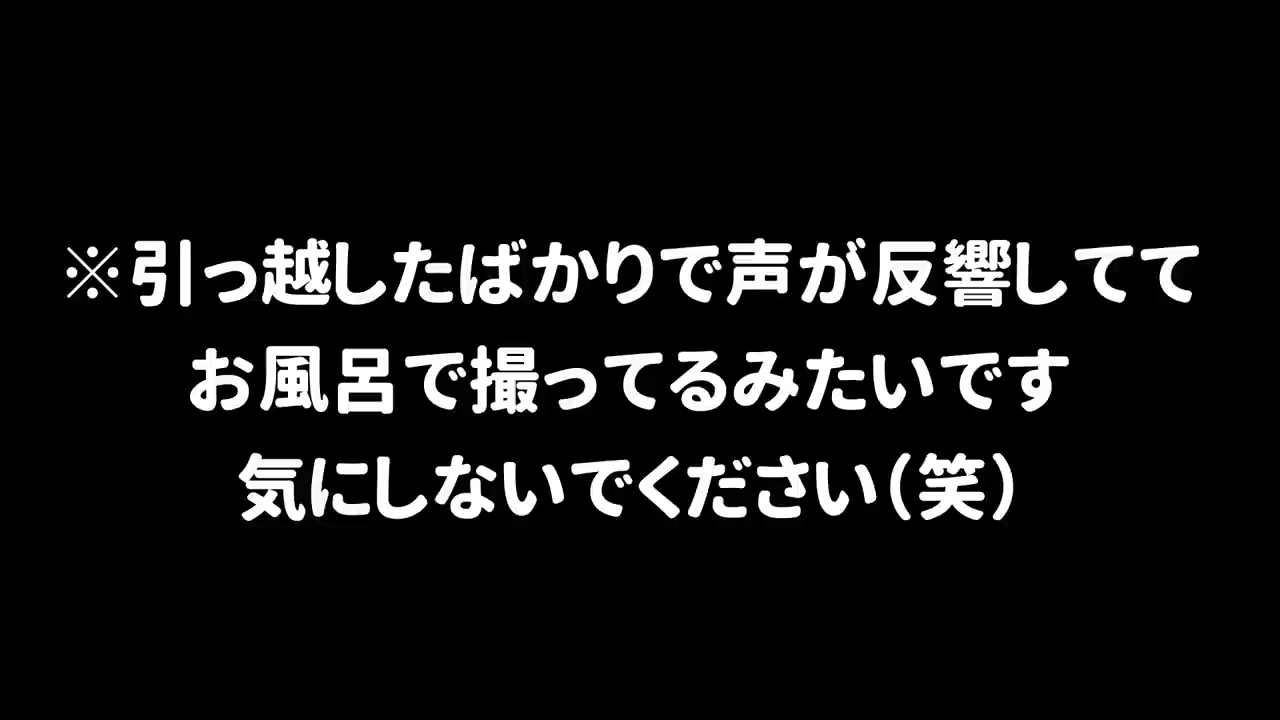 ※引っ越したばかりで声が反響してて
お風呂で撮ってるみたいです
気にしないでください(笑)